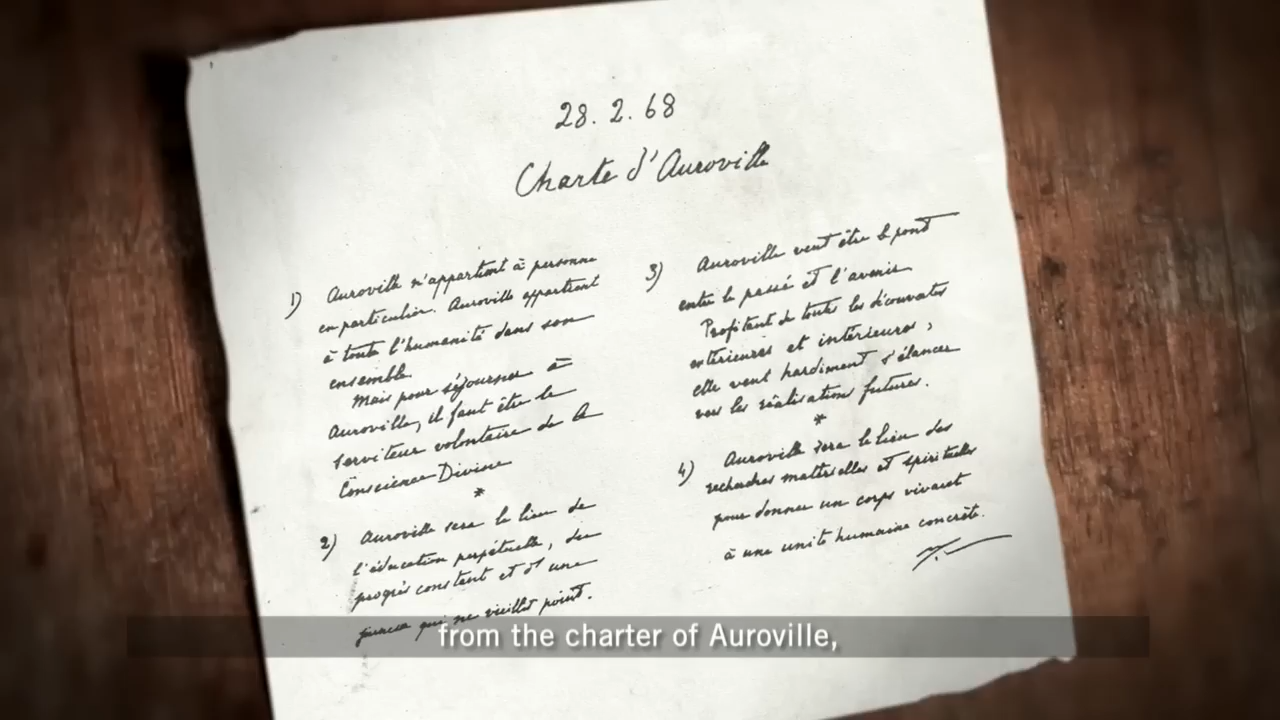 28. 2. 68
Charte d'Auroville
1) Auroville n'appartient à personne
en particulier. Auroville appartient
à toute l'humanité dans son
ensemble.
Mais pour séjourner à
Auroville, il faut être le
serviteur volontaire de la
Conscience Divine
*
2) Auroville sera le lieu de
l'éducation perpétuelle, du
progrès constant et d'une
jeunesse qui ne vieillit point.
3) Auroville veut être le pont
entre le passé et l'avenir.
Profitant de toutes les découvertes
extérieures et intérieures,
elle veut hardiment s'élancer
vers les réalisations futures.
*
4) Auroville sera le lieu des
recherches matérielles et spirituelles
pour donner un corps vivant
à une unité humaine concrète.
from the charter of Auroville,